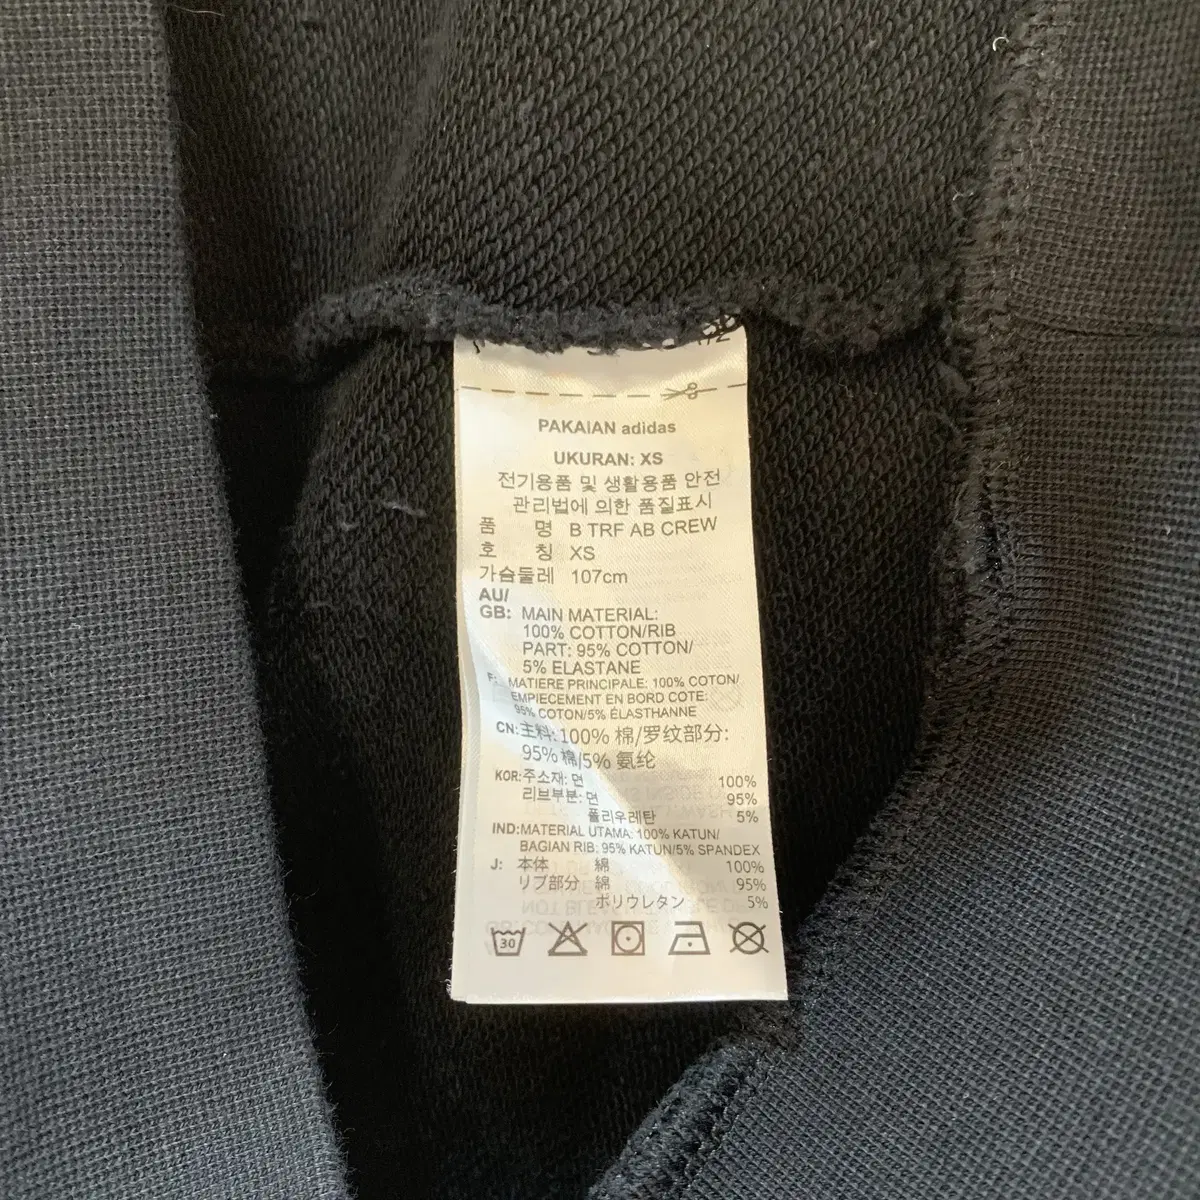 PAKAIAN adidas
UKURAN: XS
전기용품 및 생활용품 안전
관리법에 의한 품질표시
품 명 B TRF AB CREW
호 칭 XS
가슴둘레 107cm
AU/
GB: MAIN MATERIAL:
100% COTTON/RIB
PART: 95% COTTON/
5% ELASTANE
F: MATIERE PRINCIPALE: 100% COTON/
EMPIECEMENT EN BORD COTE:
95% COTON/5% ÉLASTHANNE
CN:主料:100% 棉/罗纹部分:
95% 棉/5% 氨纶
KOR:주소재: 면 100%
리브부분: 면 95%
폴리우레탄 5%
IND:MATERIAL UTAMA: 100% KATUN/
BAGIAN RIB: 95% KATUN/5% SPANDEX
J: 本体 綿 100%
リブ部分 綿 95%
ポリウレタン 5%
30